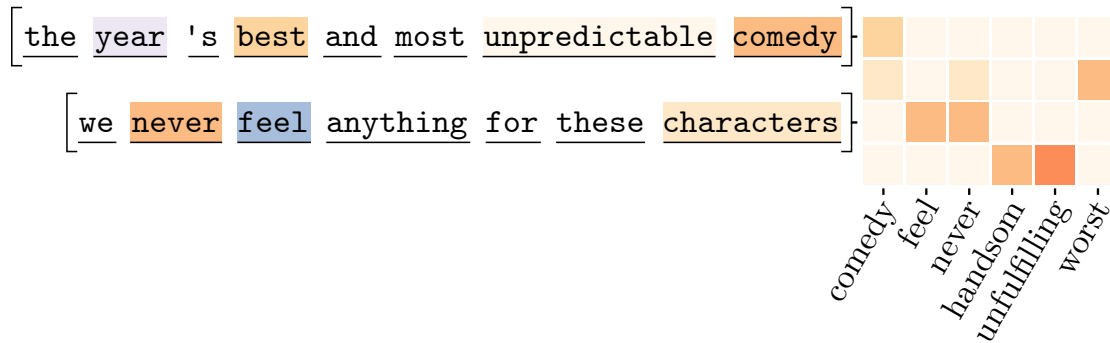 the year 's best and most unpredictable comedy
we never feel anything for these characters
comedy
feel
never
handsom
unfulfilling
worst